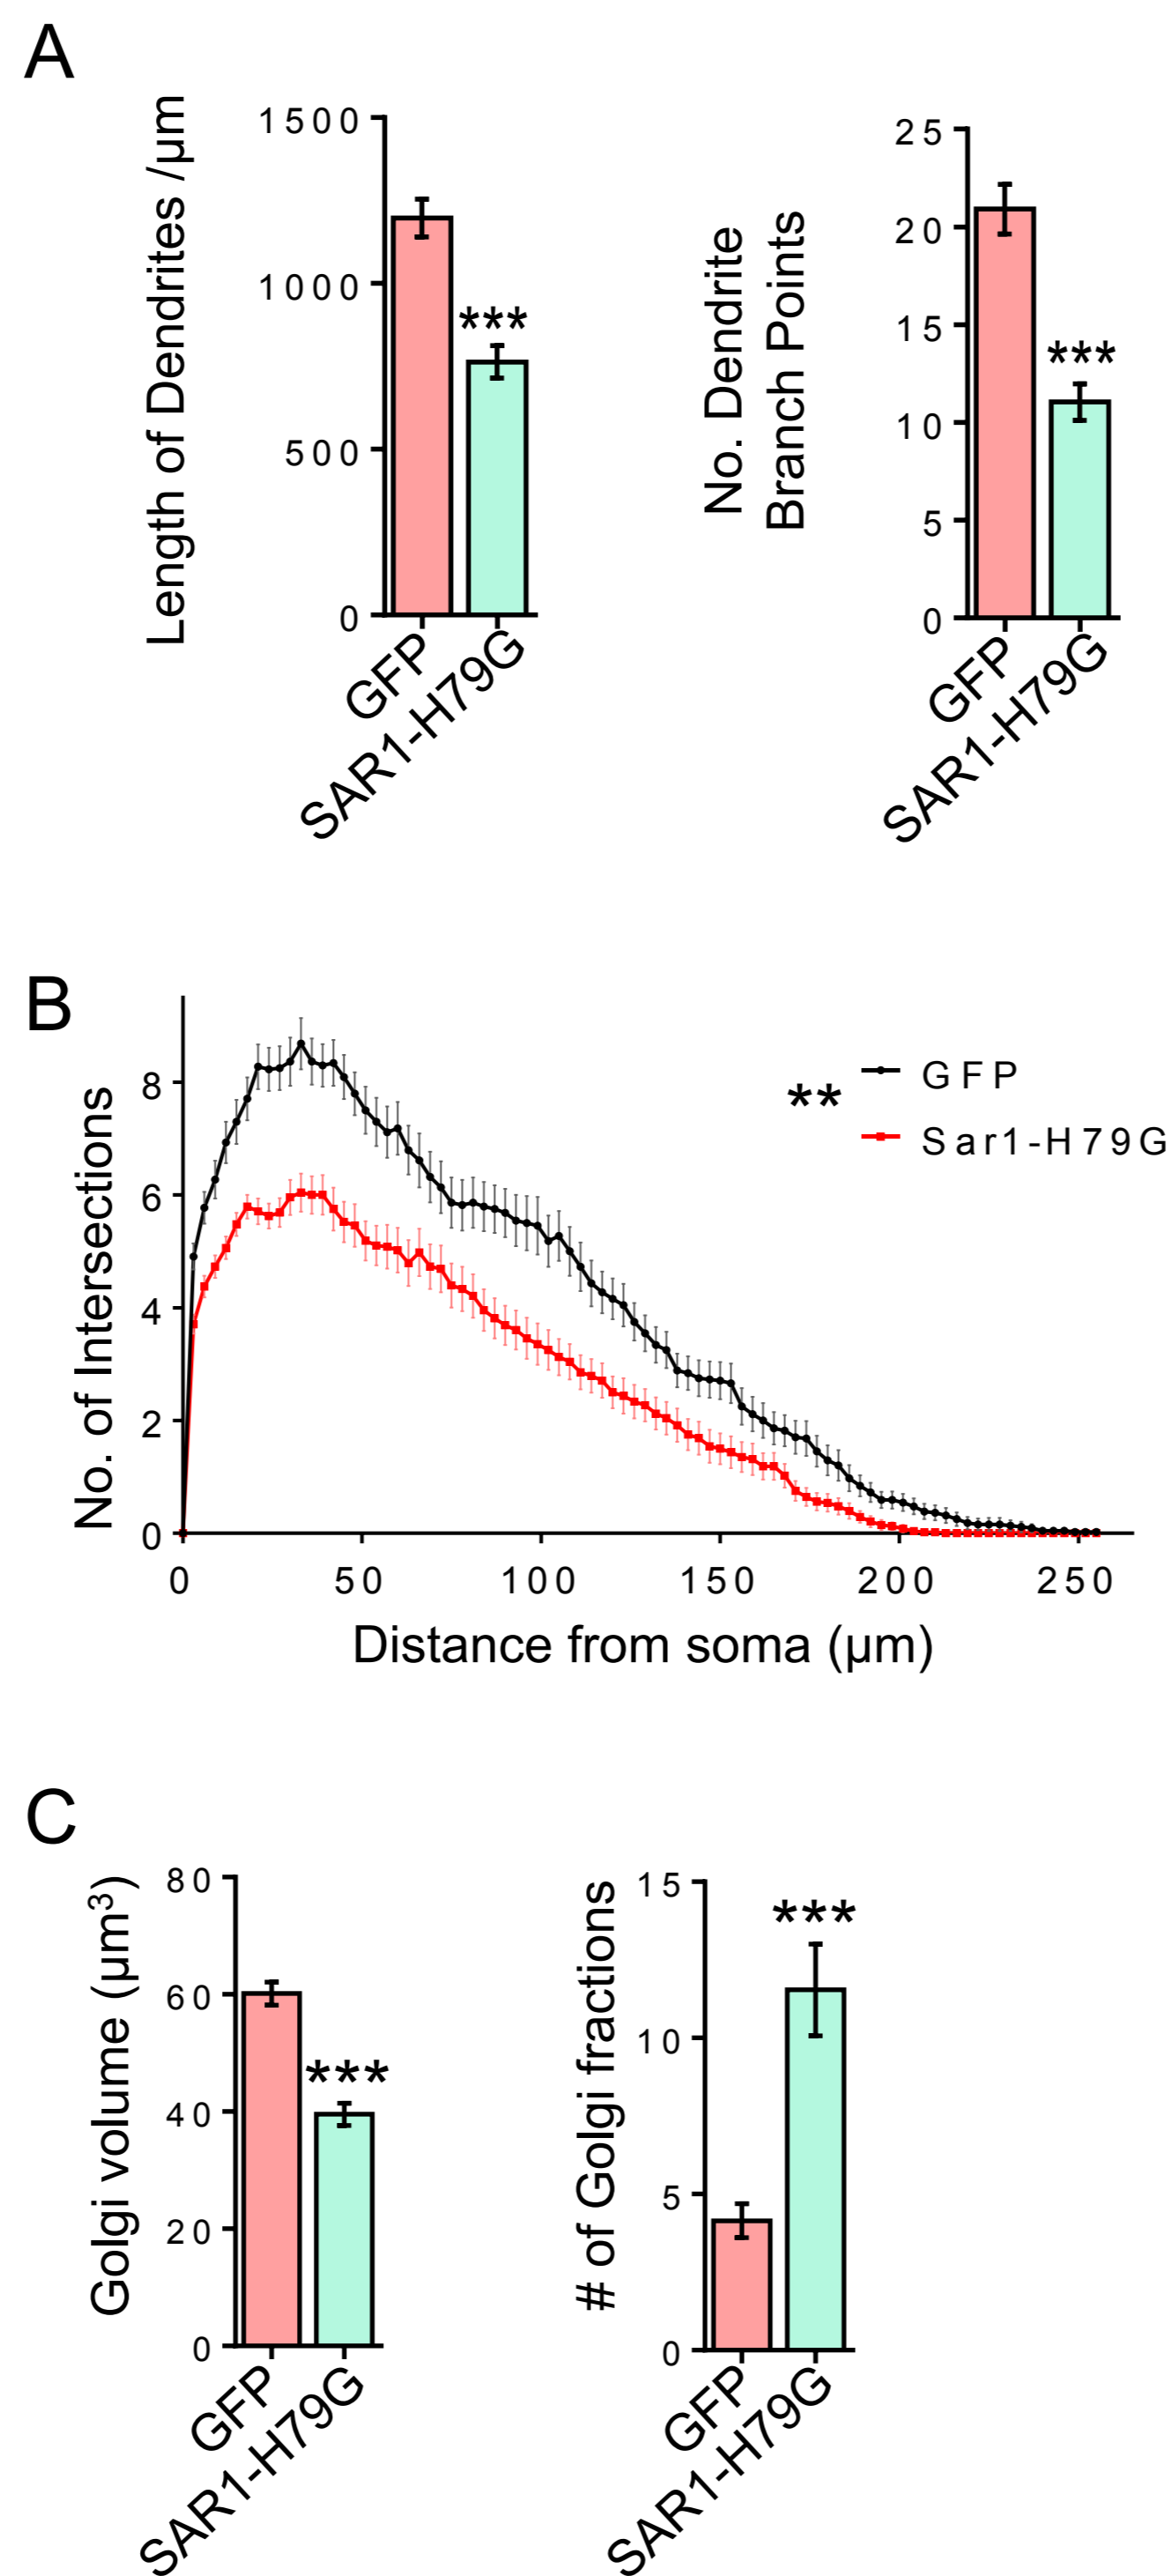 A
Length of Dendrites /µm
1500
1000
500
0
***
GFP
SAR1-H79G
No. Dendrite
Branch Points
25
20
15
10
5
0
***
GFP
SAR1-H79G
B
No. of Intersections
8
6
4
2
0
**
GFP
Sar1-H79G
0 50 100 150 200 250
Distance from soma (µm)
C
Golgi volume (µm³)
80
60
40
20
0
***
GFP
SAR1-H79G
# of Golgi fractions
15
10
5
0
***
GFP
SAR1-H79G